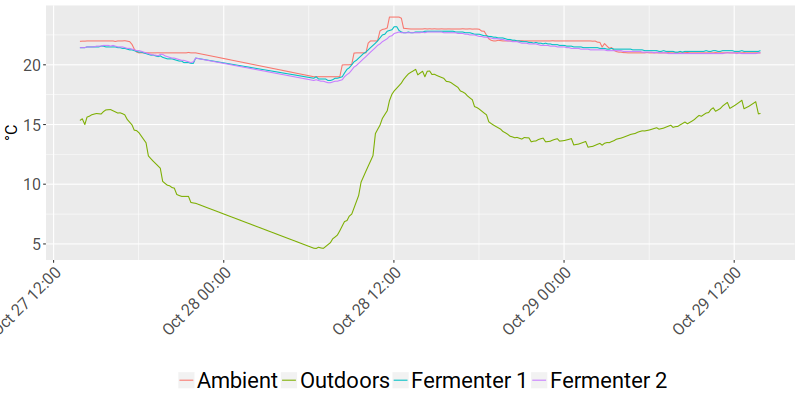 °C
20
15
10
5
Oct 27 12:00
Oct 28 00:00
Oct 28 12:00
Oct 29 00:00
Oct 29 12:00
Ambient Outdoors Fermenter 1 Fermenter 2